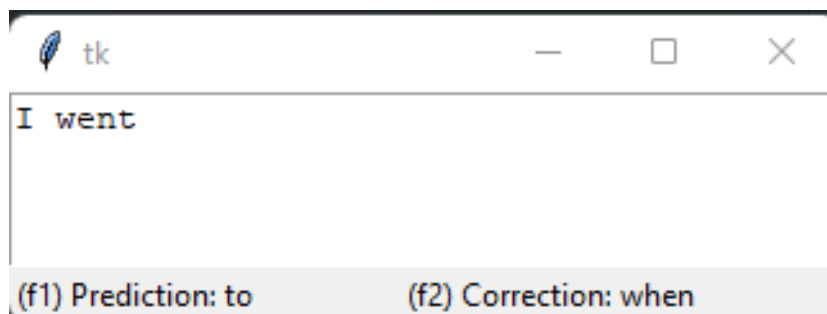 tk
I went
(f1) Prediction: to (f2) Correction: when